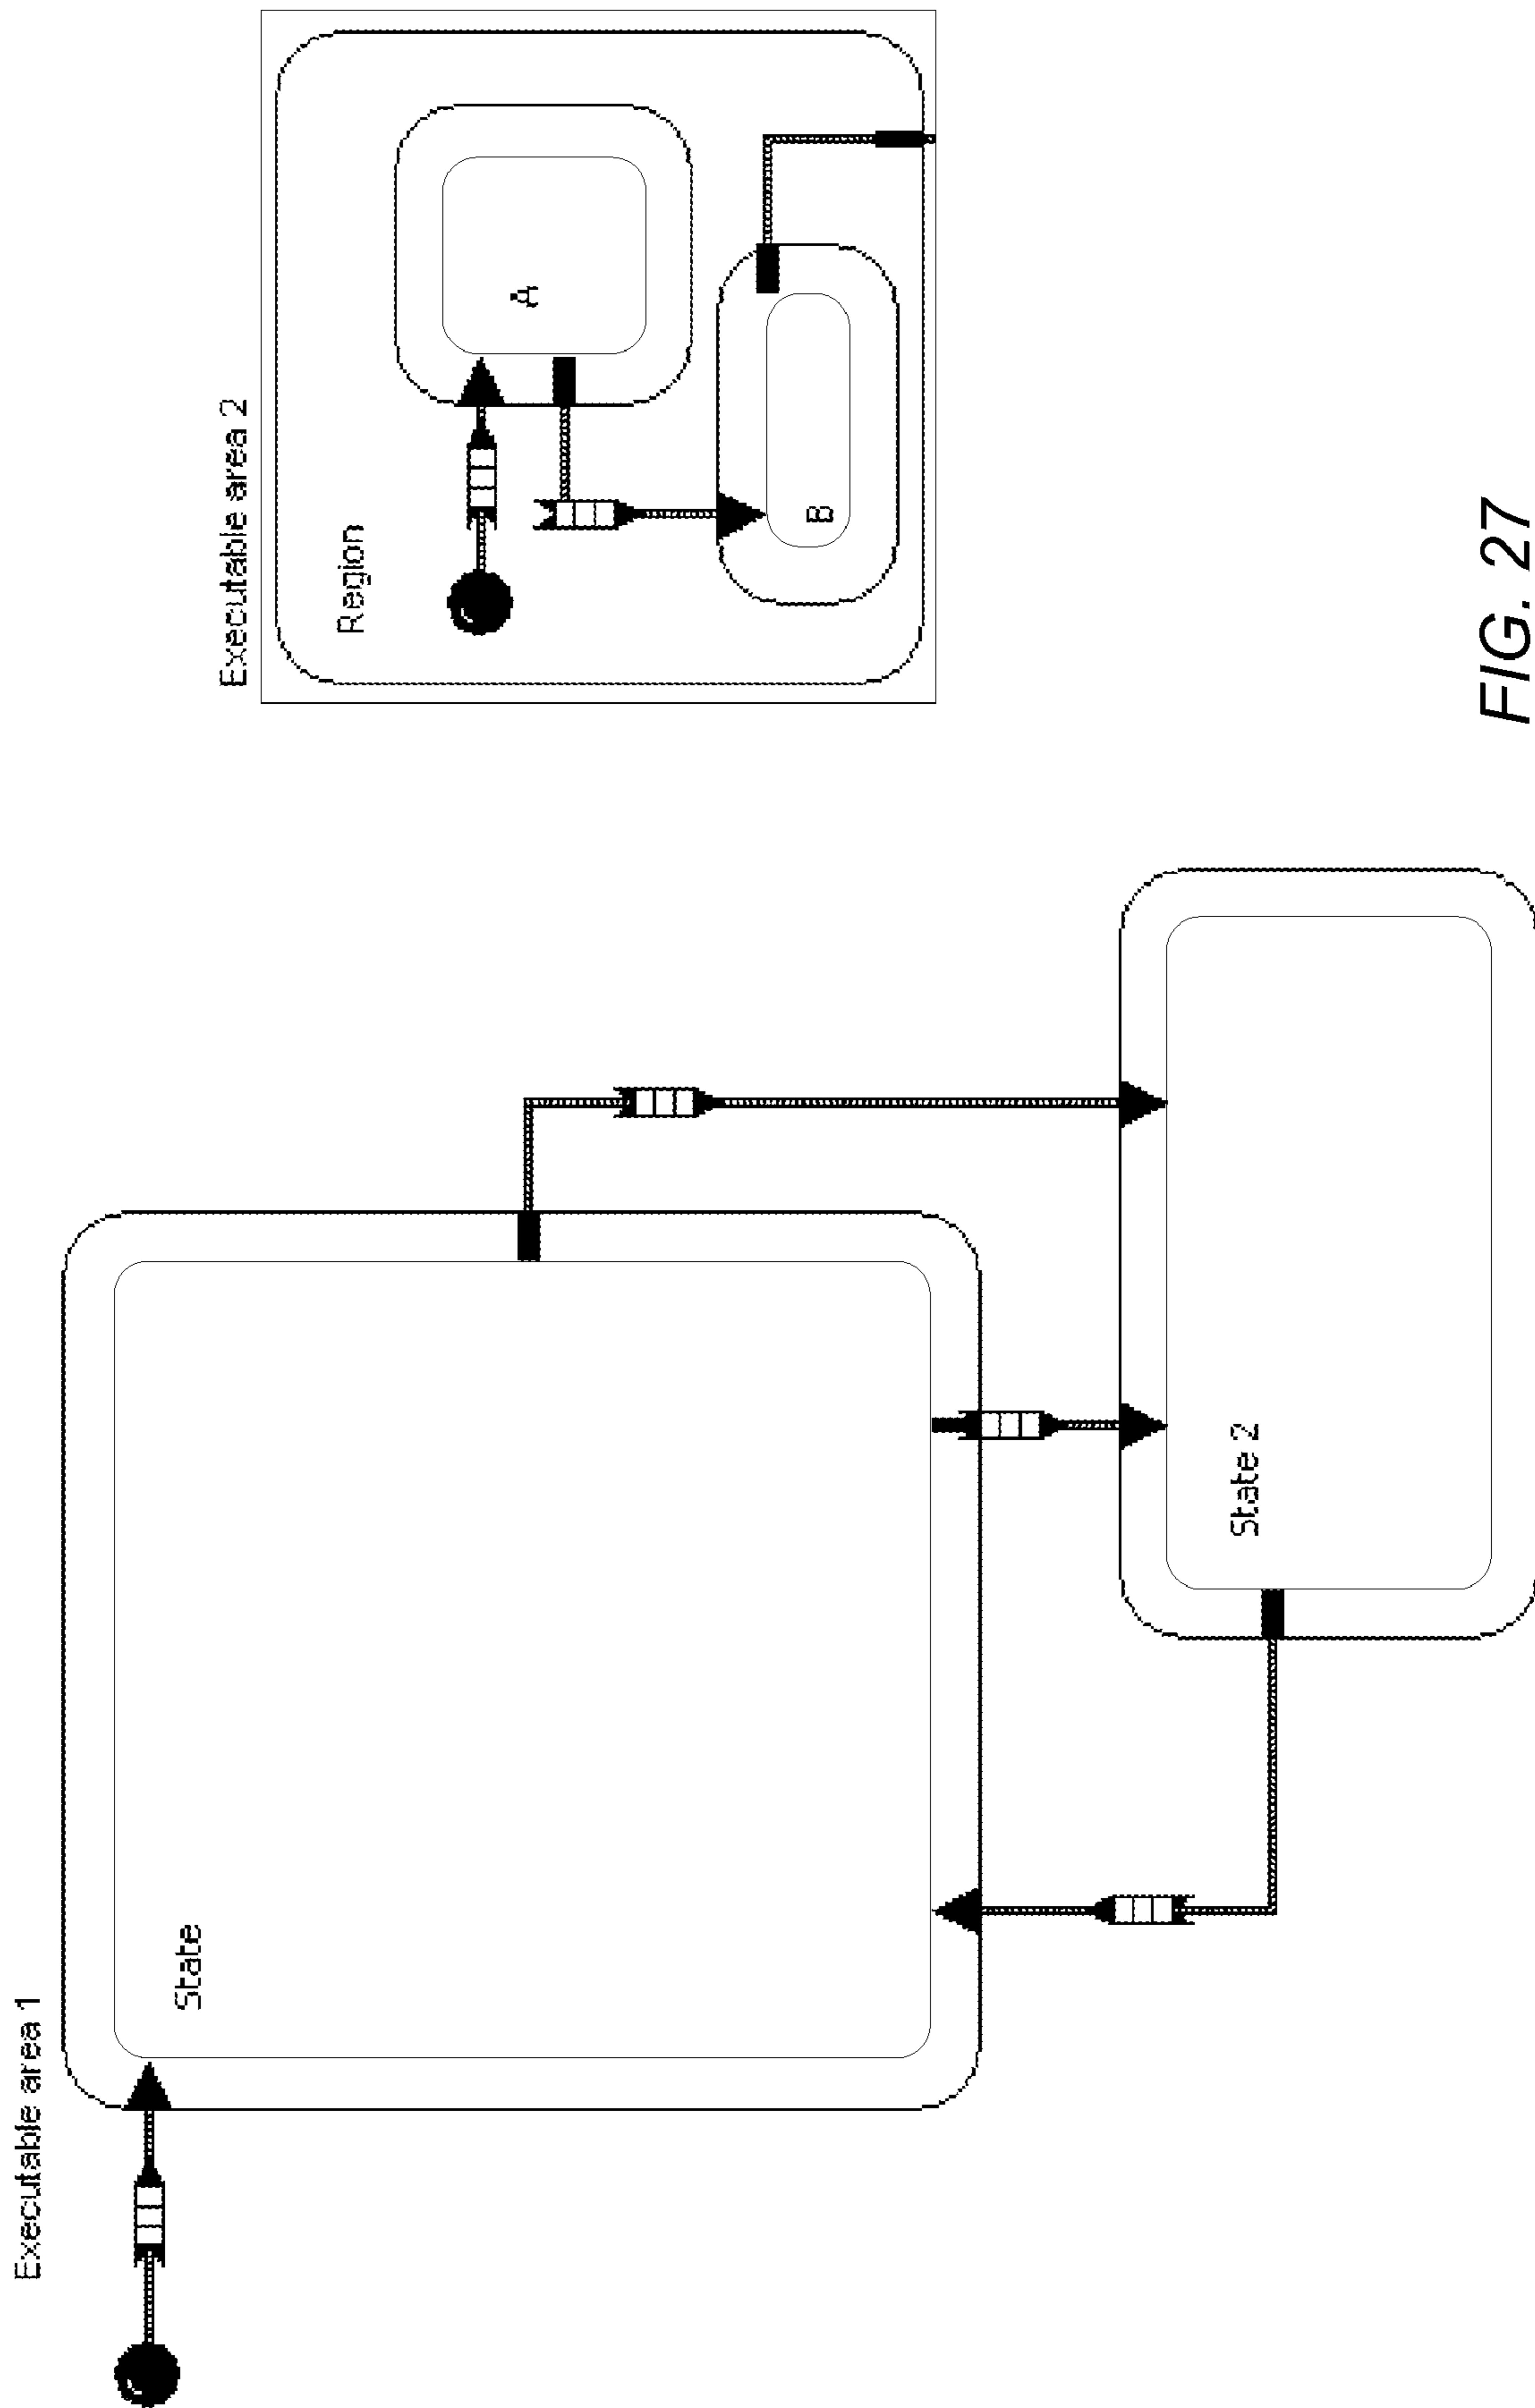 Executable area 1
State
State 2
Executable area 2
Region
A
B
FIG. 27